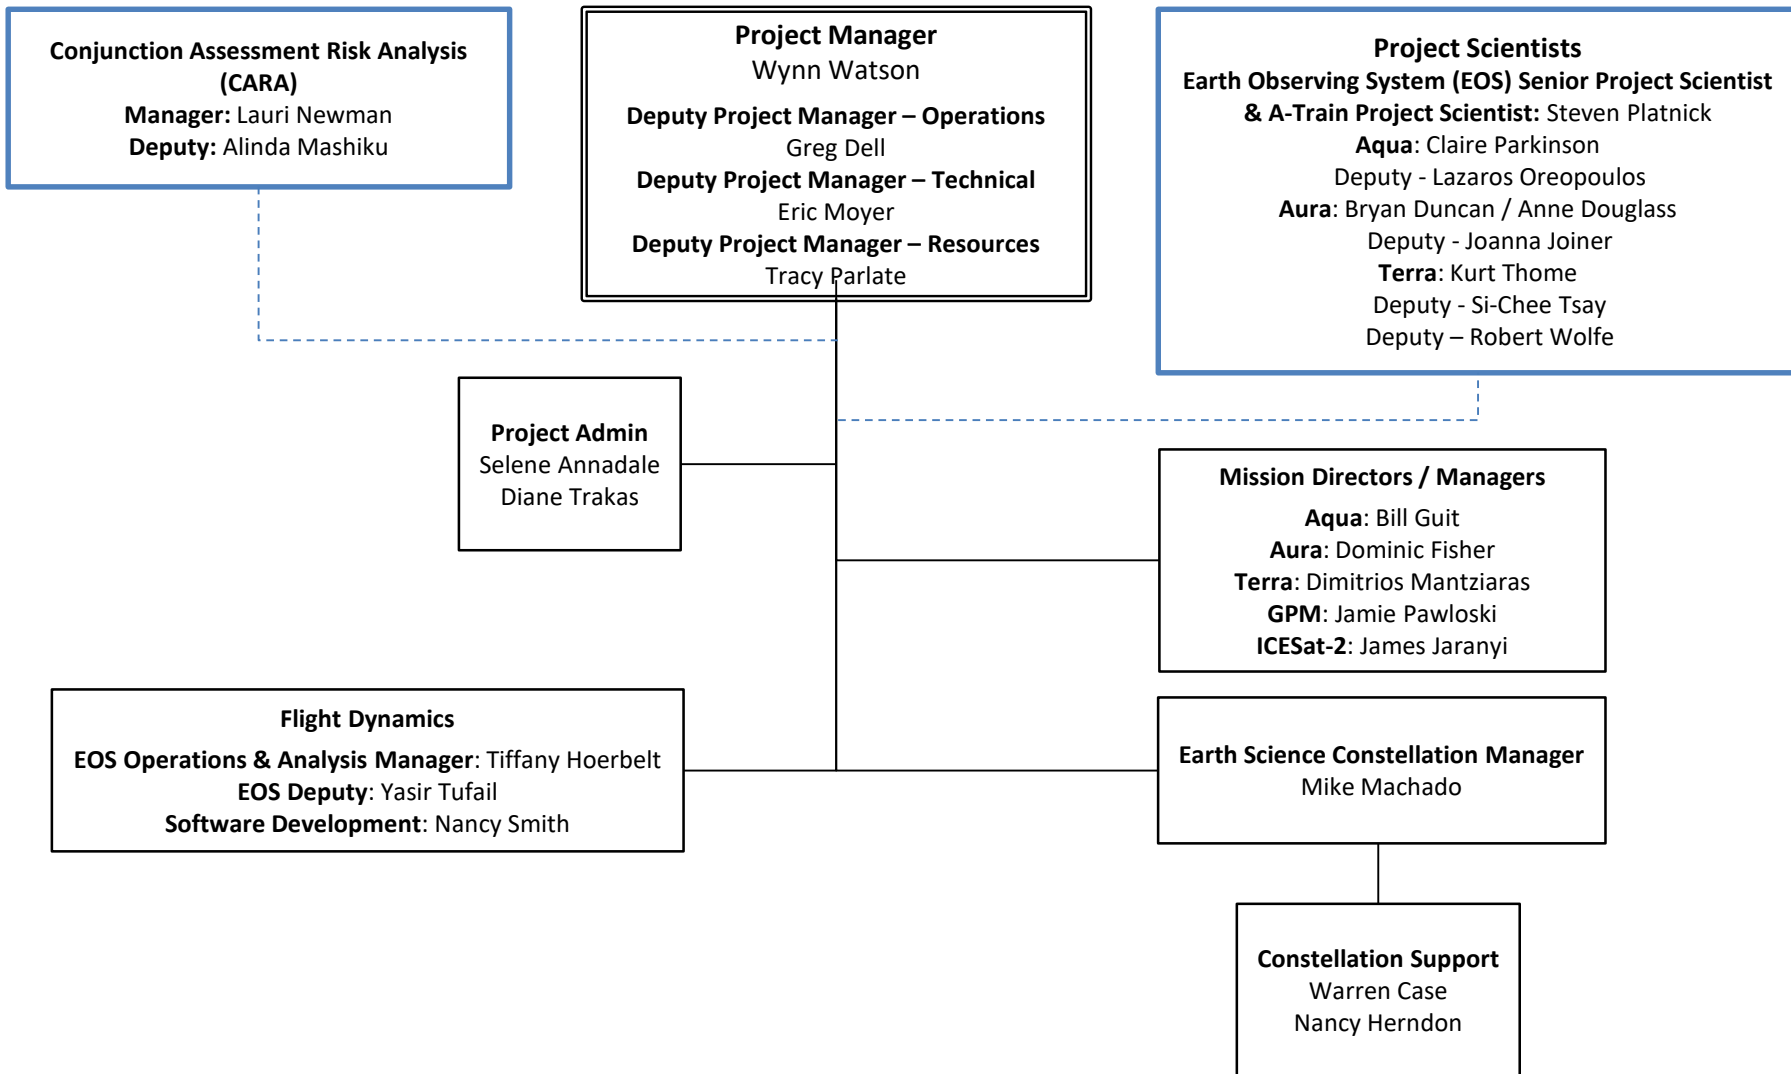 Conjunction Assessment Risk Analysis
(CARA)
Manager: Lauri Newman
Deputy: Alinda Mashiku
Project Manager
Wynn Watson
Deputy Project Manager – Operations
Greg Dell
Deputy Project Manager – Technical
Eric Moyer
Deputy Project Manager – Resources
Tracy Parlate
Project Scientists
Earth Observing System (EOS) Senior Project Scientist
& A-Train Project Scientist: Steven Platnick
Aqua: Claire Parkinson
Deputy - Lazaros Oreopoulos
Aura: Bryan Duncan / Anne Douglass
Deputy - Joanna Joiner
Terra: Kurt Thome
Deputy - Si-Chee Tsay
Deputy – Robert Wolfe
Project Admin
Selene Annadale
Diane Trakas
Mission Directors / Managers
Aqua: Bill Guit
Aura: Dominic Fisher
Terra: Dimitrios Mantziaras
GPM: Jamie Pawloski
ICESat-2: James Jaranyi
Flight Dynamics
EOS Operations & Analysis Manager: Tiffany Hoerbelt
EOS Deputy: Yasir Tufail
Software Development: Nancy Smith
Earth Science Constellation Manager
Mike Machado
Constellation Support
Warren Case
Nancy Herndon